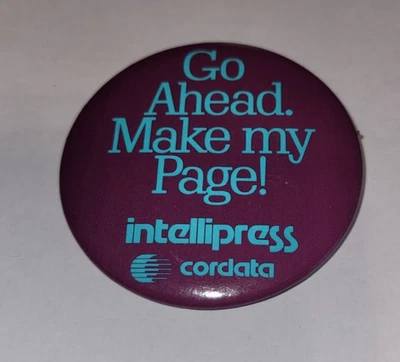 Go
Ahead.
Make my
Page!
intellipress
cordata